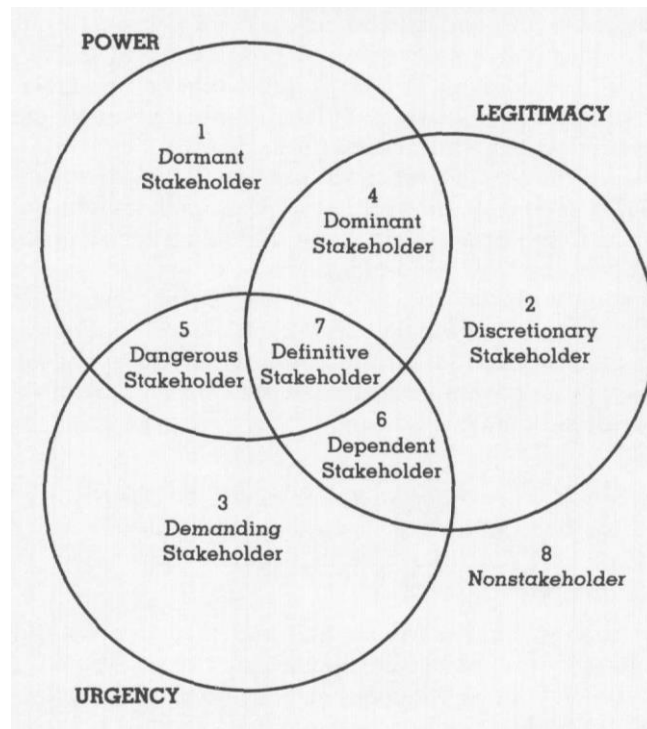 POWER
LEGITIMACY
1
Dormant
Stakeholder
4
Dominant
Stakeholder
2
Discretionary
Stakeholder
5
Dangerous
Stakeholder
7
Definitive
Stakeholder
6
Dependent
Stakeholder
3
Demanding
Stakeholder
8
Nonstakeholder
URGENCY